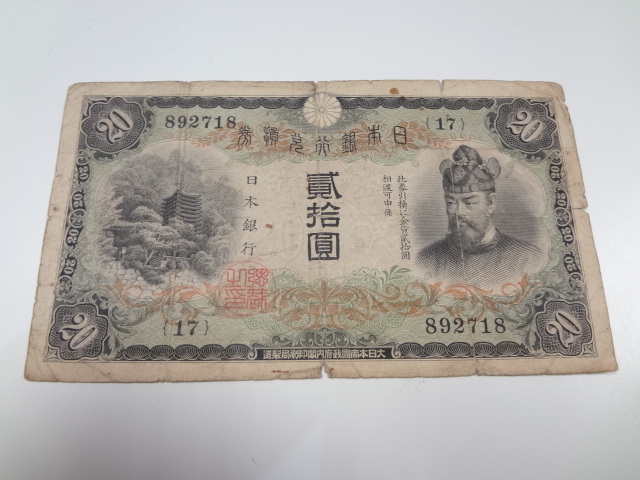 20
892718
{17}
20
日本銀行兌換券
此券引換に金貨貳拾圓
相渡可申候
貳拾圓
日本銀行
{17}
892718
20
20
大日本帝國政府内閣印刷局製造